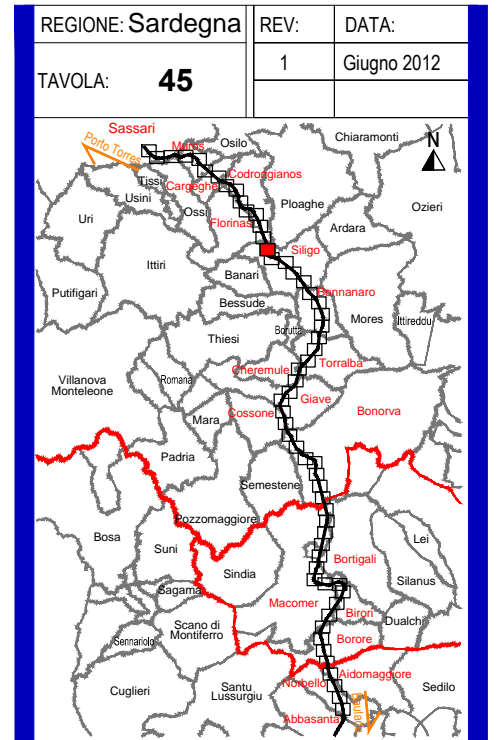 REGIONE: Sardegna
REV:
DATA:
TAVOLA: 45
1
Giugno 2012
Sassari
Porto Torres
Muros
Osilo
Chiaramonti
N
Tissi
Cargeghe
Codrongianos
Usini
Ossi
Ploaghe
Ozieri
Uri
Florinas
Ardara
Siligo
Ittiri
Banari
Putifigari
Bessude
Bonnanaro
Borutta
Mores
Ittireddu
Thiesi
Cheremule
Torralba
Villanova
Monteleone
Romana
Giave
Cossone
Bonorva
Mara
Padria
Semestene
Pozzomaggiore
Bosa
Suni
Lei
Bortigali
Sindia
Silanus
Sagama
Macomer
Birori
Dualchi
Scano di
Montiferro
Sennariolo
Borore
Aidomaggiore
Norbello
Sedilo
Cuglieri
Santu
Lussurgiu
Abbasanta